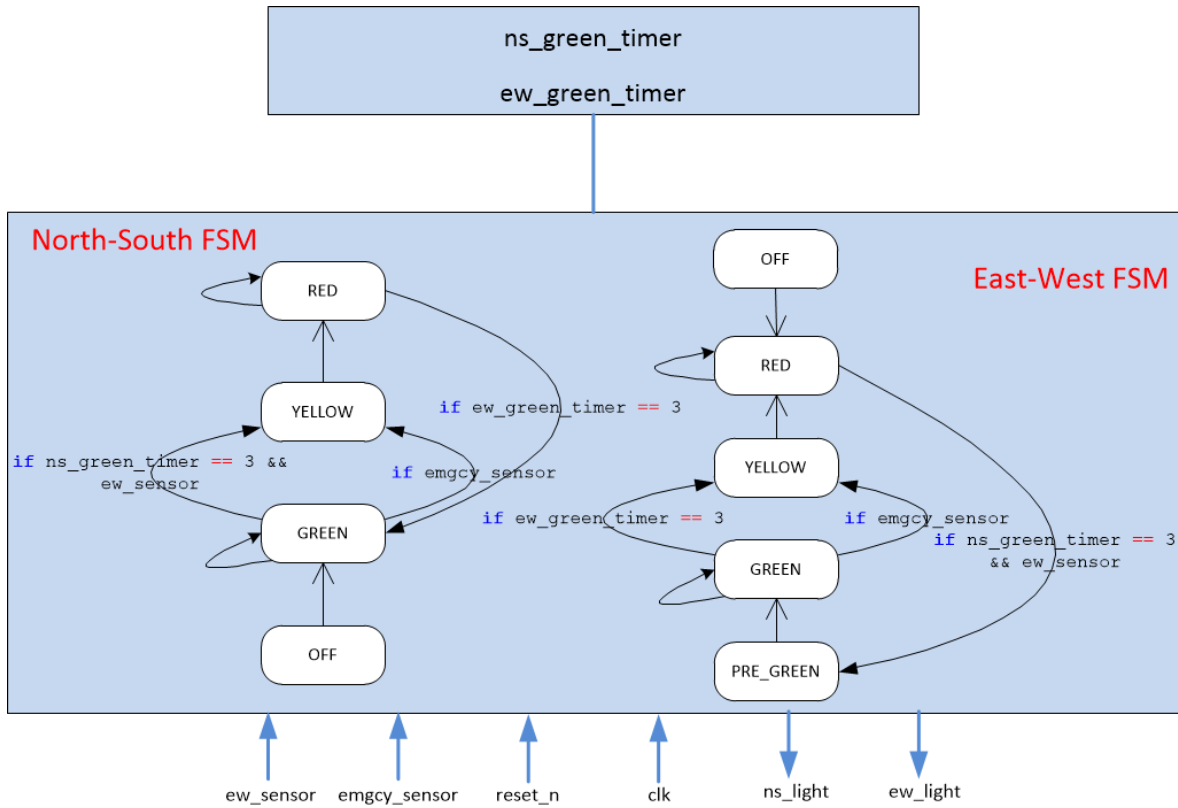 ns_green_timer
ew_green_timer
North-South FSM
RED
YELLOW
if ew_green_timer == 3
if ns_green_timer == 3 &&
ew_sensor
if emgcy_sensor
GREEN
OFF
East-West FSM
OFF
RED
YELLOW
if ew_green_timer == 3
if emgcy_sensor
if ns_green_timer == 3
&& ew_sensor
GREEN
PRE_GREEN
ew_sensor
emgcy_sensor
reset_n
clk
ns_light
ew_light